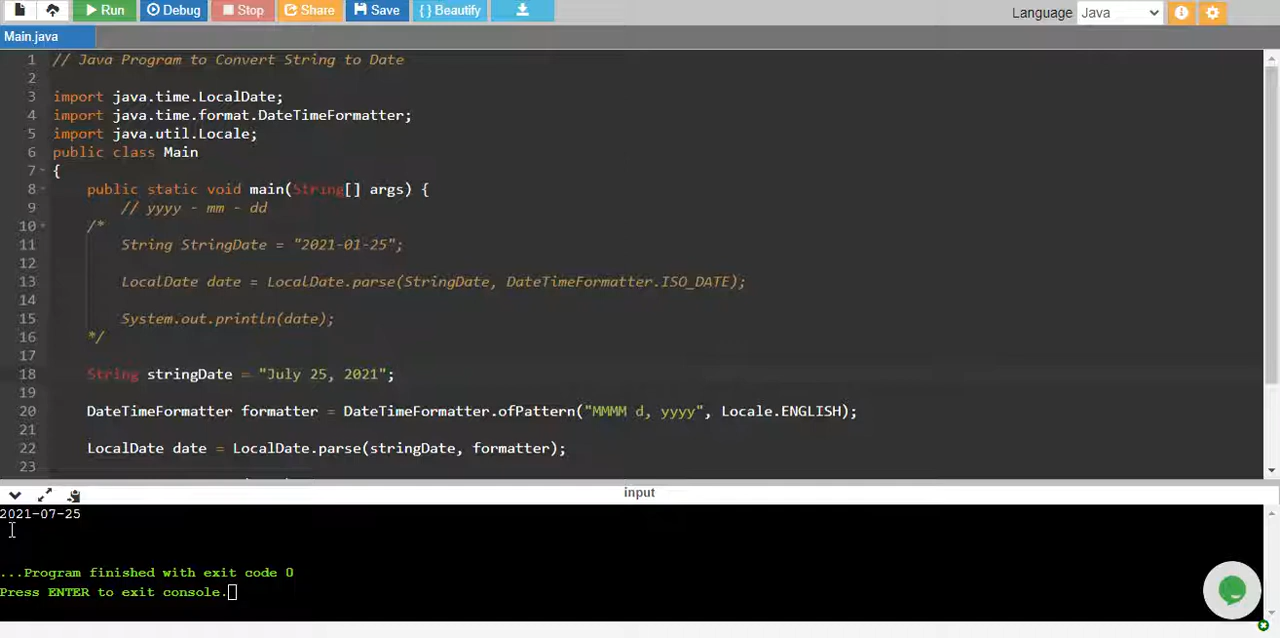 Run Debug Stop Share Save { } Beautify Language Java
Main.java
1 // Java Program to Convert String to Date
2
3 import java.time.LocalDate;
4 import java.time.format.DateTimeFormatter;
5 import java.util.Locale;
6 public class Main
7 {
8 public static void main(String[] args) {
9 // yyyy - mm - dd
10 /*
11 String StringDate = "2021-01-25";
12
13 LocalDate date = LocalDate.parse(StringDate, DateTimeFormatter.ISO_DATE);
14
15 System.out.println(date);
16 */
17
18 String stringDate = "July 25, 2021";
19
20 DateTimeFormatter formatter = DateTimeFormatter.ofPattern("MMMM d, yyyy", Locale.ENGLISH);
21
22 LocalDate date = LocalDate.parse(stringDate, formatter);
23
input
2021-07-25
...Program finished with exit code 0
Press ENTER to exit console.